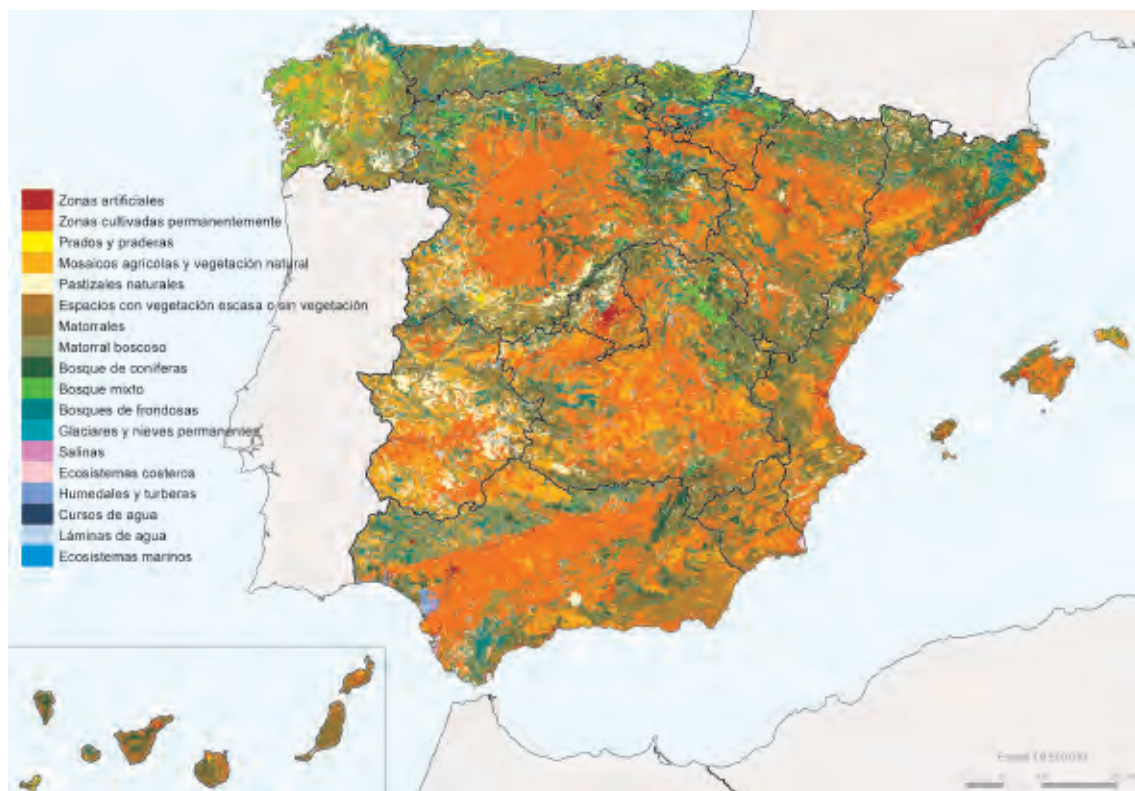 Zonas artificiales
Zonas cultivadas permanentemente
Prados y praderas
Mosaicos agrícolas y vegetación natural
Pastizales naturales
Espacios con vegetación escasa o sin vegetación
Matorrales
Matorral boscoso
Bosque de coníferas
Bosque mixto
Bosques de frondosas
Glaciares y nieves permanentes
Salinas
Ecosistemas costeros
Humedales y turberas
Cursos de agua
Láminas de agua
Ecosistemas marinos